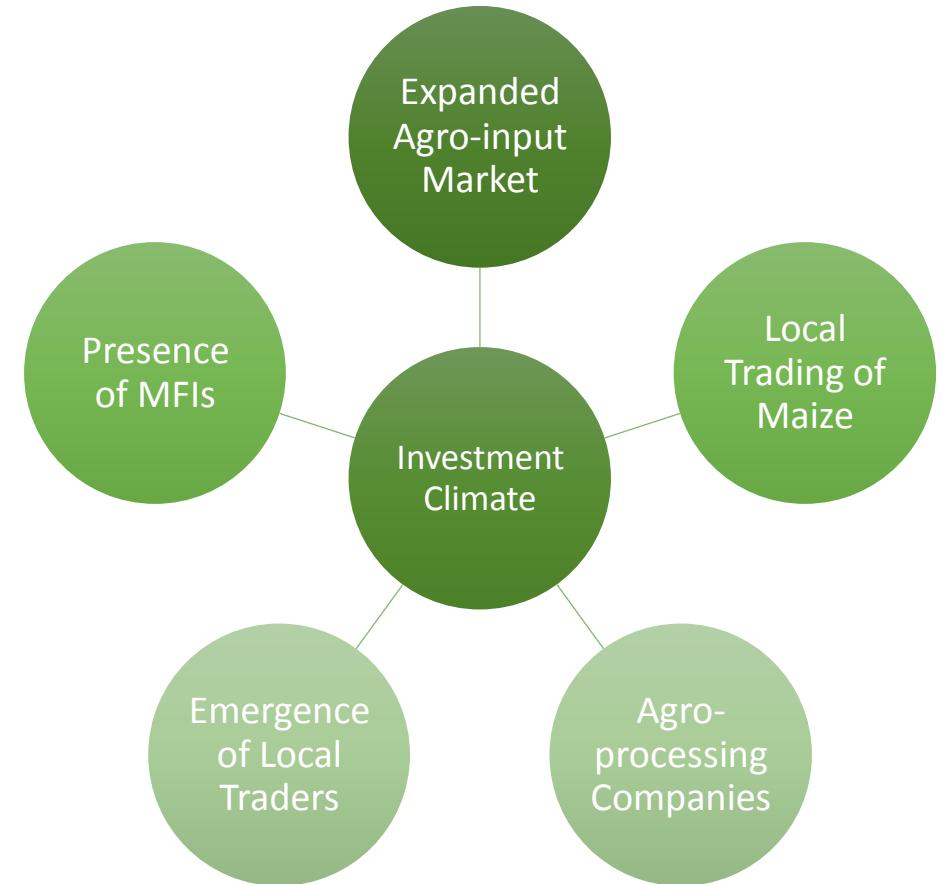 Expanded
Agro-input
Market
Presence
of MFIs
Local
Trading of
Maize
Investment
Climate
Emergence
of Local
Traders
Agro-
processing
Companies